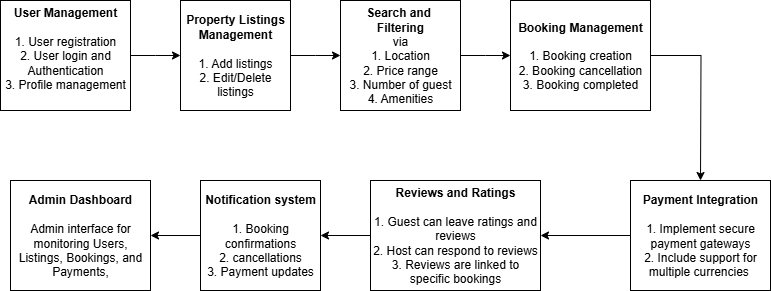 User Management
1. User registration
2. User login and
Authentication
3. Profile management
Property Listings
Management
1. Add listings
2. Edit/Delete
listings
Search and
Filtering
via
1. Location
2. Price range
3. Number of guest
4. Amenities
Booking Management
1. Booking creation
2. Booking cancellation
3. Booking completed
Admin Dashboard
Admin interface for
monitoring Users,
Listings, Bookings, and
Payments,
Notification system
1. Booking
confirmations
2. cancellations
3. Payment updates
Reviews and Ratings
1. Guest can leave ratings and
reviews
2. Host can respond to reviews
3. Reviews are linked to
specific bookings
Payment Integration
1. Implement secure
payment gateways
2. Include support for
multiple currencies